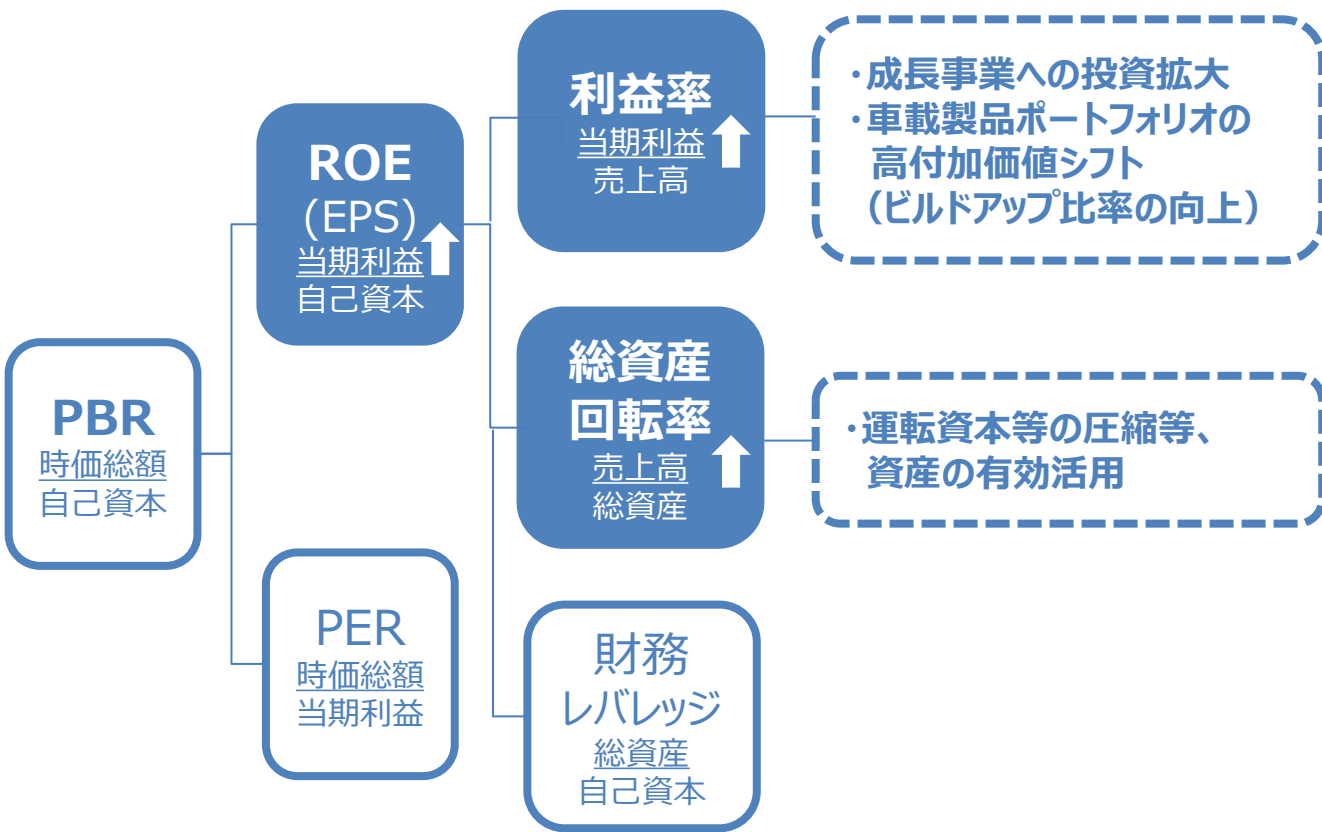 PBR
時価総額
自己資本
ROE
(EPS)
当期利益
自己資本
PER
時価総額
当期利益
利益率
当期利益
売上高
総資産
回転率
売上高
総資産
財務
レバレッジ
総資産
自己資本
・成長事業への投資拡大
・車載製品ポートフォリオの
高付加価値シフト
（ビルドアップ比率の向上）
・運転資本等の圧縮等、
資産の有効活用